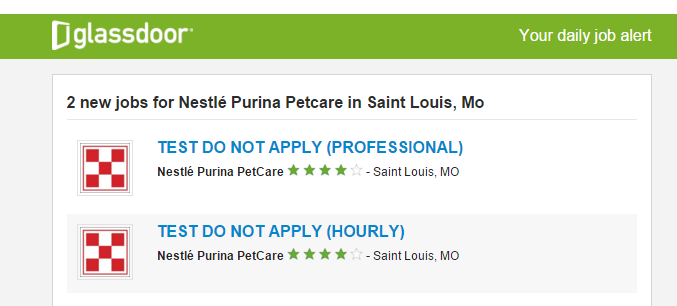 glassdoor
Your daily job alert
2 new jobs for Nestlé Purina Petcare in Saint Louis, Mo
TEST DO NOT APPLY (PROFESSIONAL)
Nestlé Purina PetCare ★★★★☆ - Saint Louis, MO
TEST DO NOT APPLY (HOURLY)
Nestlé Purina PetCare ★★★★☆ - Saint Louis, MO